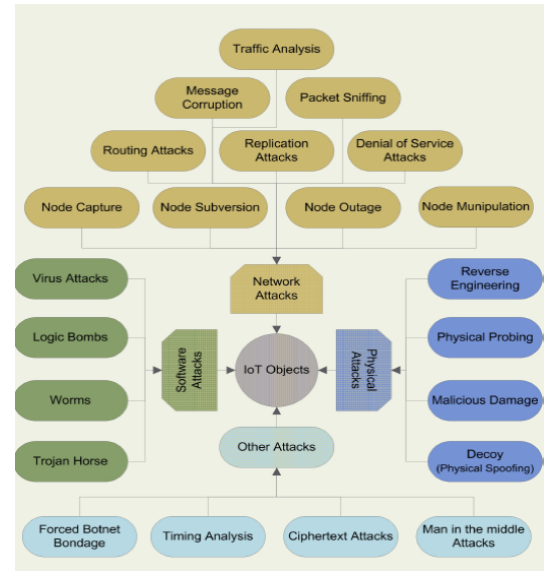 Traffic Analysis
Message
Corruption
Packet Sniffing
Routing Attacks
Replication
Attacks
Denial of Service
Attacks
Node Capture
Node Subversion
Node Outage
Node Munipulation
Network
Attacks
Virus Attacks
Logic Bombs
Worms
Trojan Horse
Software
Attacks
IoT Objects
Physical
Attacks
Reverse
Engineering
Physical Probing
Malicious Damage
Decoy
(Physical Spoofing)
Other Attacks
Forced Botnet
Bondage
Timing Analysis
Ciphertext Attacks
Man in the middle
Attacks